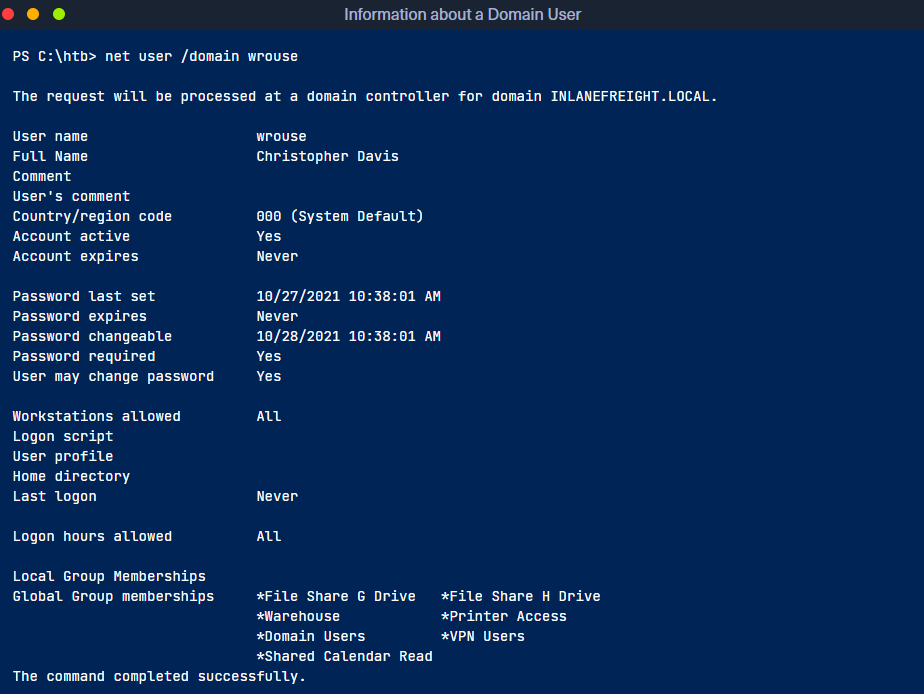 Information about a Domain User
PS C:\htb> net user /domain wrouse
The request will be processed at a domain controller for domain INLANEFREIGHT.LOCAL.
User name                    wrouse
Full Name                    Christopher Davis
Comment
User's comment
Country/region code          000 (System Default)
Account active               Yes
Account expires              Never
Password last set            10/27/2021 10:38:01 AM
Password expires             Never
Password changeable          10/28/2021 10:38:01 AM
Password required            Yes
User may change password     Yes
Workstations allowed         All
Logon script
User profile
Home directory
Last logon                   Never
Logon hours allowed          All
Local Group Memberships
Global Group memberships     *File Share G Drive   *File Share H Drive
                             *Warehouse            *Printer Access
                             *Domain Users         *VPN Users
                             *Shared Calendar Read
The command completed successfully.